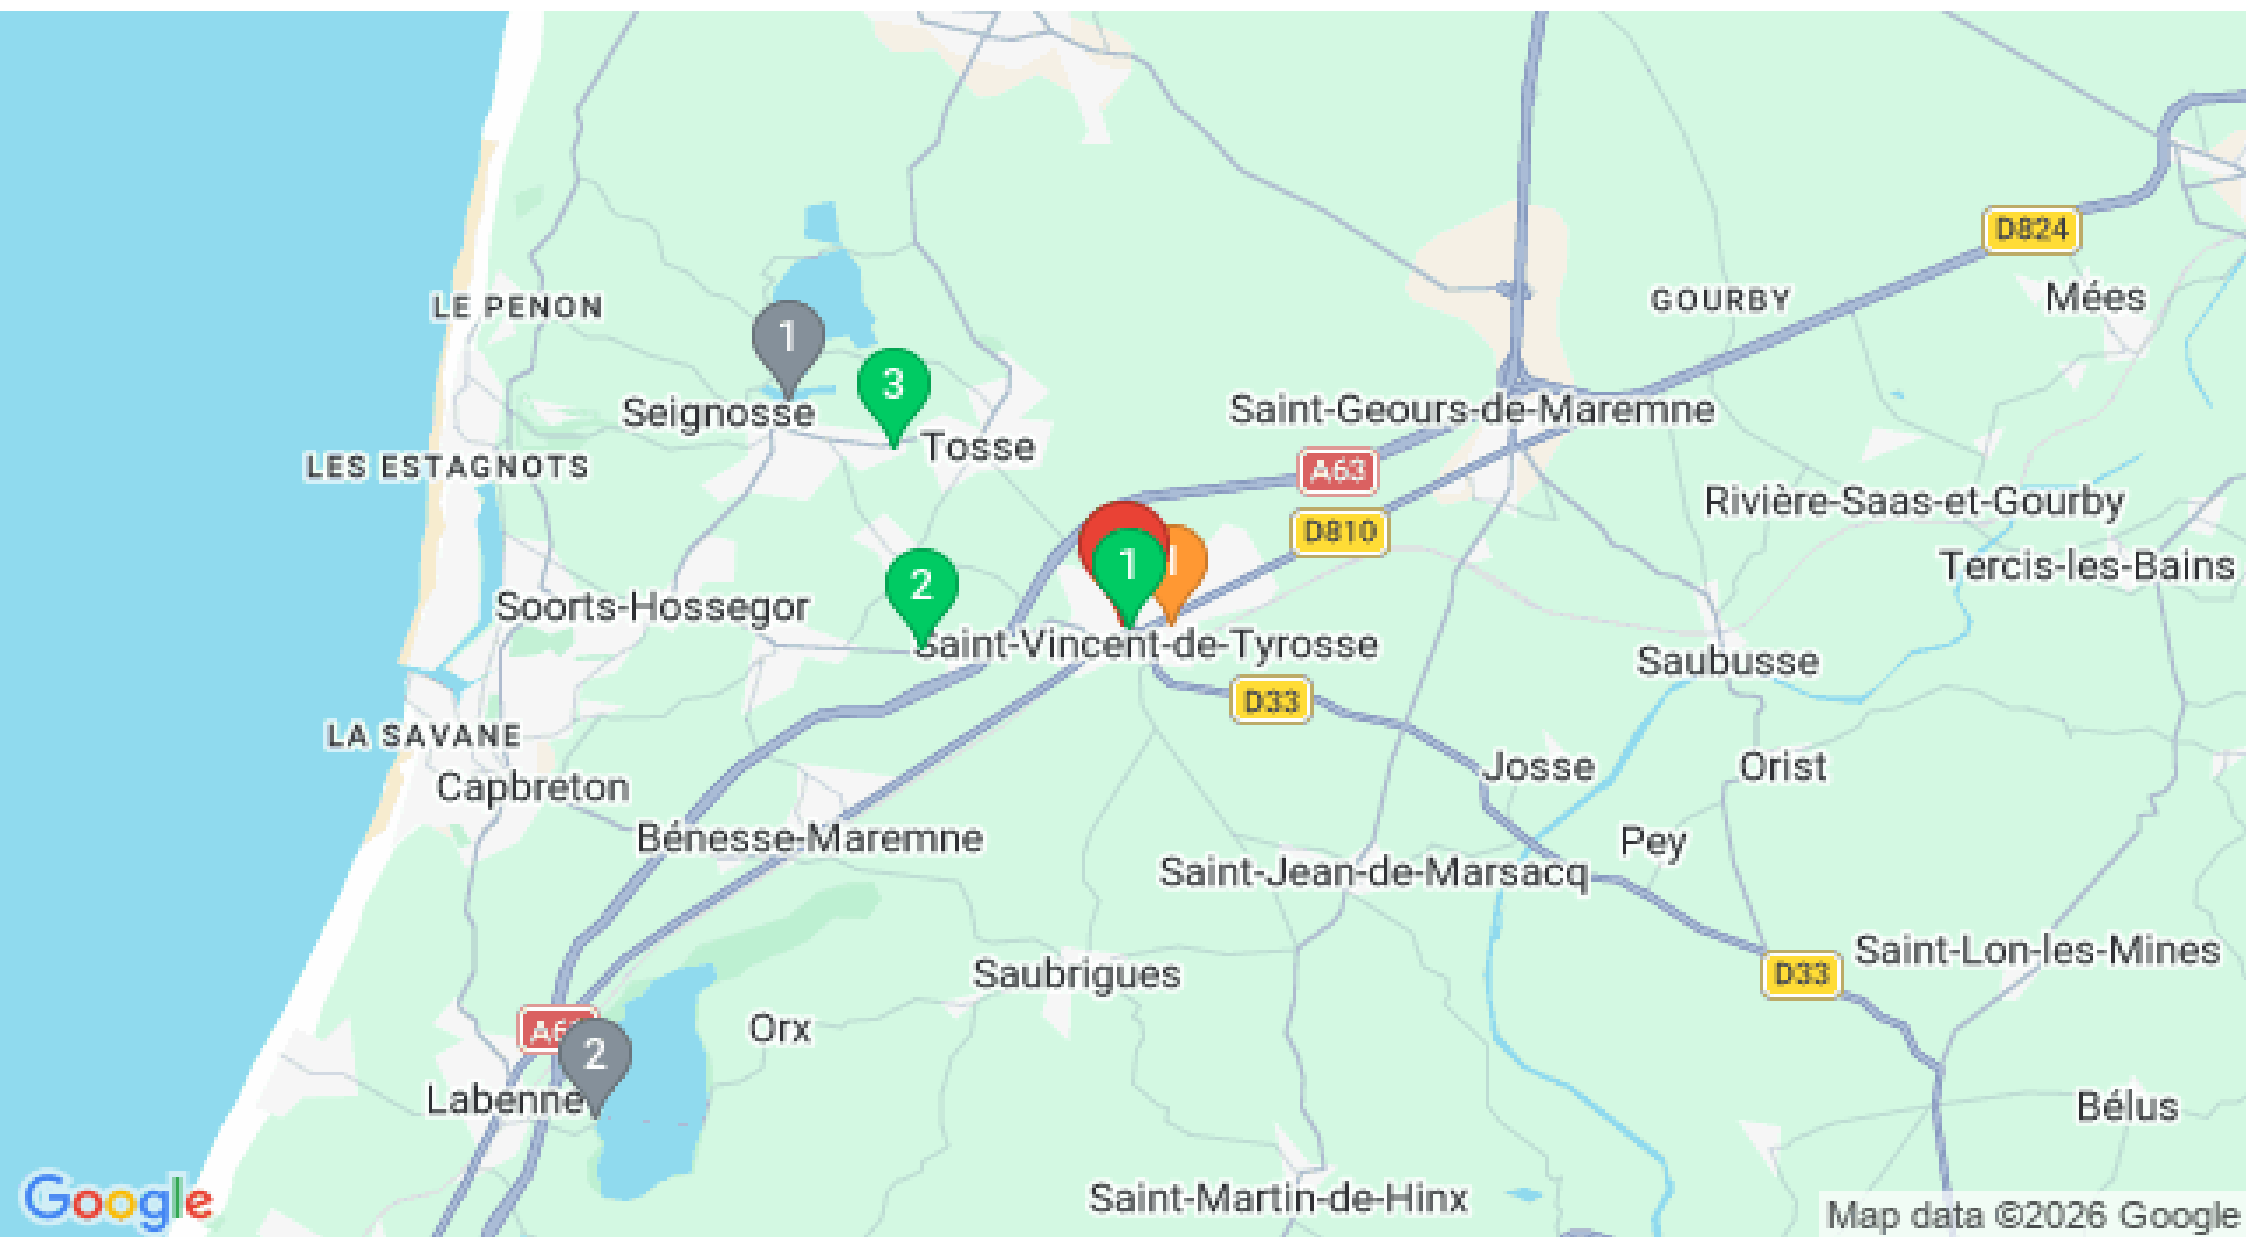 D824
LE PENON
GOURBY
Mées
1
3
Seignosse
Saint-Geours-de-Maremne
Tosse
LES ESTAGNOTS
A63
Rivière-Saas-et-Gourby
D810
Tercis-les-Bains
1
1
2
Soorts-Hossegor
Saint-Vincent-de-Tyrosse
Saubusse
D33
LA SAVANE
Josse
Orist
Capbreton
Bénesse-Maremne
Pey
Saint-Jean-de-Marsacq
Saint-Lon-les-Mines
Saubrigues
D33
Orx
2
Labenne
Bélus
Saint-Martin-de-Hinx
Google
Map data ©2026 Google